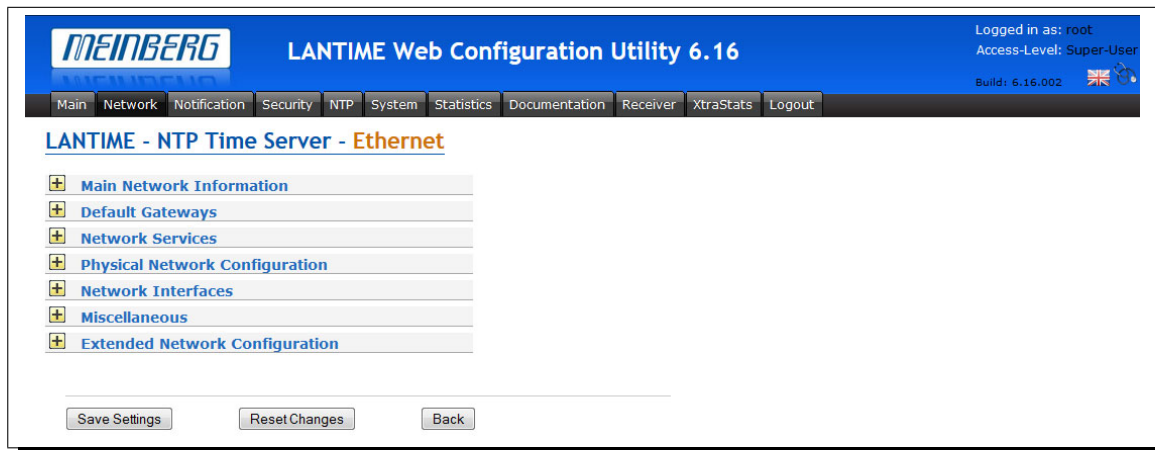 MEINBERG
LANTIME Web Configuration Utility 6.16
Logged in as: root
Access-Level: Super-User
Build: 6.16.002
Main Network Notification Security NTP System Statistics Documentation Receiver XtraStats Logout
LANTIME - NTP Time Server - Ethernet
Main Network Information
Default Gateways
Network Services
Physical Network Configuration
Network Interfaces
Miscellaneous
Extended Network Configuration
Save Settings Reset Changes Back